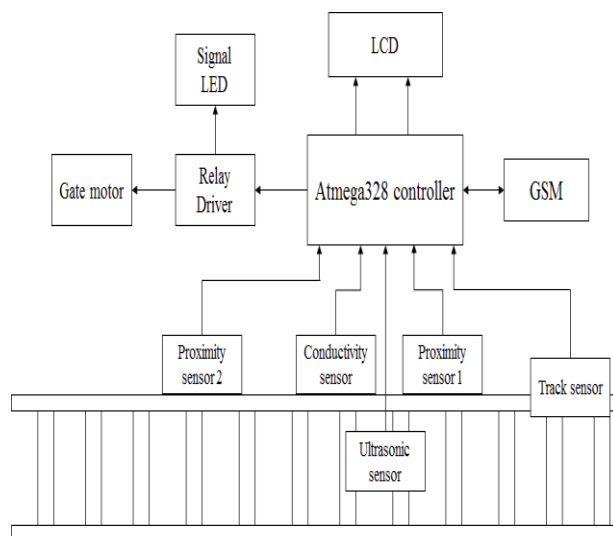 LCD
Signal
LED
Gate motor
Relay
Driver
Atmega328 controller
GSM
Proximity
sensor 2
Conductivity
sensor
Proximity
sensor 1
Track sensor
Ultrasonic
sensor